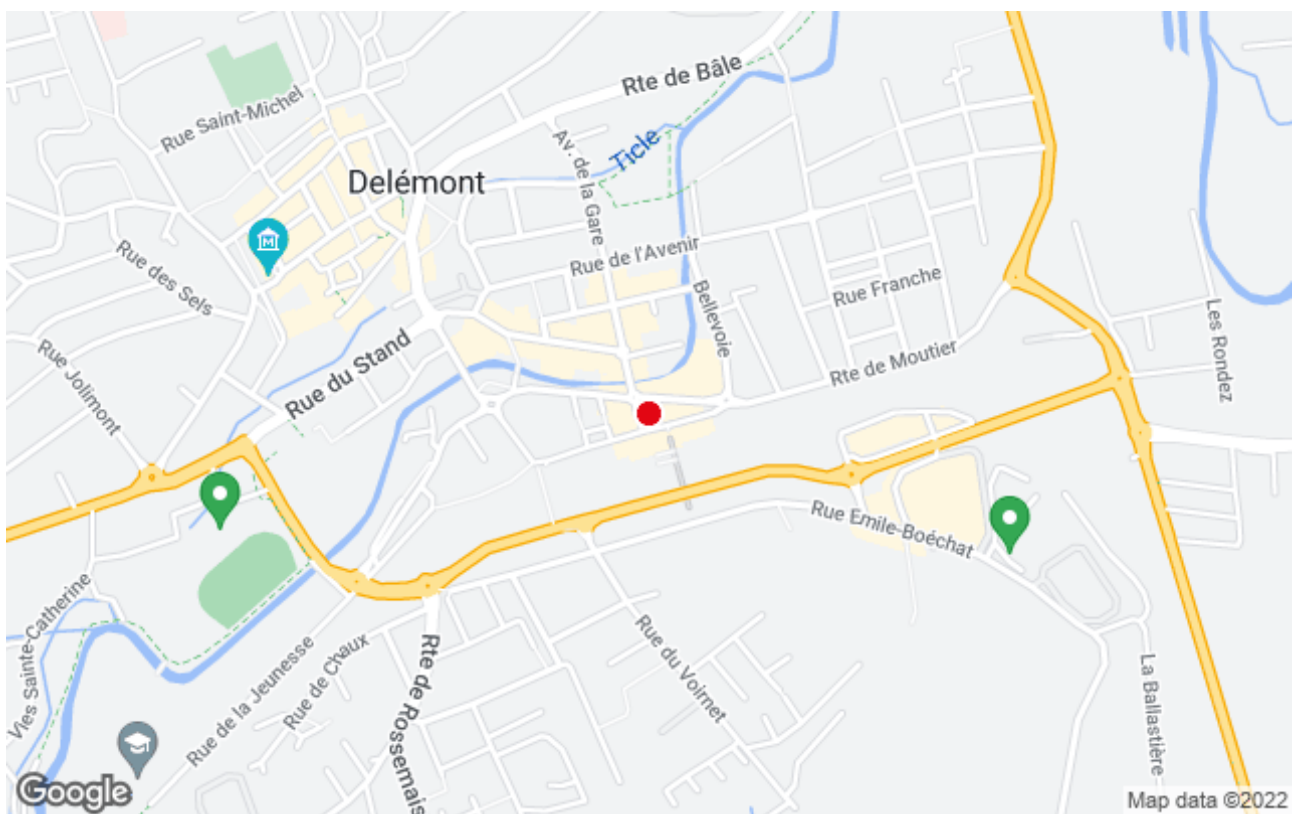 Rte de Bâle
Rue Saint-Michel
Av. de la Gare
Ticle
Delémont
Rue de l'Avenir
Rue des Sels
Rue Franche
Bellevoie
Les Rondez
Rue Jolimont
Rue du Stand
Rte de Moutier
Rue Emile-Boéchat
Vies Sainte-Catherine
Rue de la Jeunesse
Rue de Chaux
Rte de Rossemais
Rue du Voirnet
La Ballastière
Google
Map data ©2022